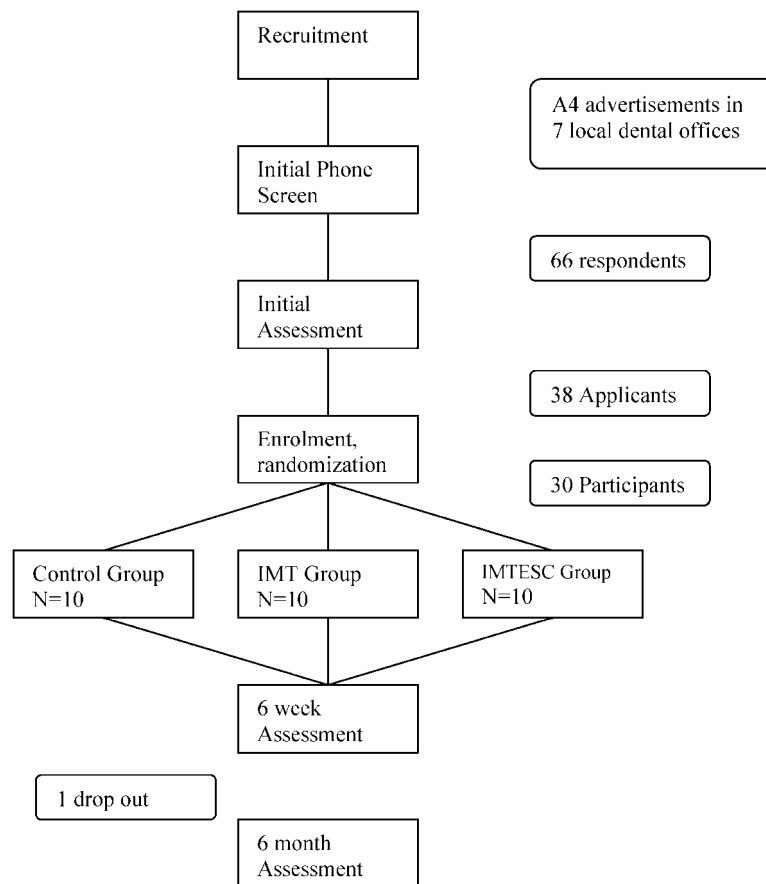 Recruitment
A4 advertisements in
7 local dental offices
Initial Phone
Screen
66 respondents
Initial
Assessment
38 Applicants
Enrolment,
randomization
30 Participants
Control Group
N=10
IMT Group
N=10
IMTESC Group
N=10
6 week
Assessment
1 drop out
6 month
Assessment